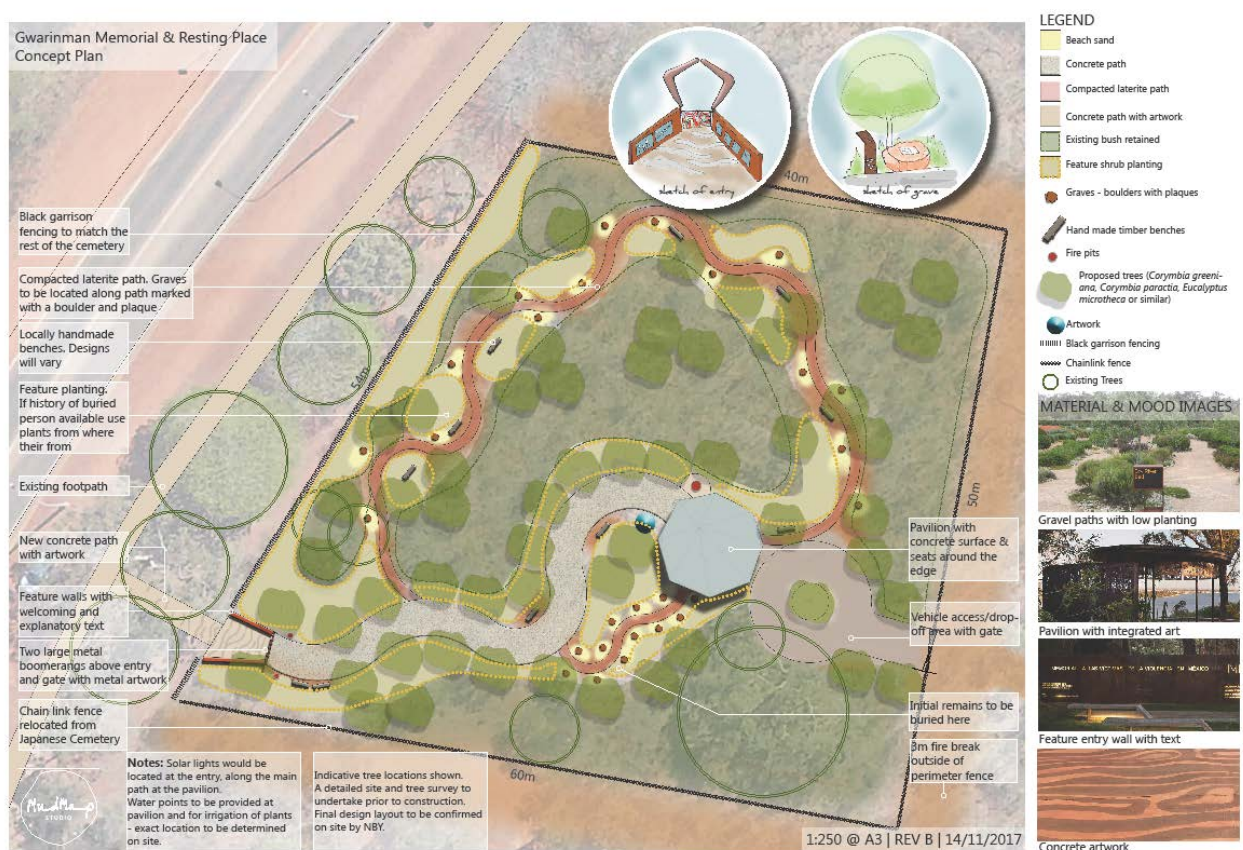 Gwarinman Memorial & Resting Place
Concept Plan
sketch of entry
sketch of grave
40m
54m
50m
60m
Black garrison
fencing to match the
rest of the cemetery
Compacted laterite path. Graves
to be located along path marked
with a boulder and plaque
Locally handmade
benches. Designs
will vary
Feature planting.
If history of buried
person available use
plants from where
their from
Existing footpath
New concrete path
with artwork
Feature walls with
welcoming and
explanatory text
Two large metal
boomerangs above entry
and gate with metal artwork
Chain link fence
relocated from
Japanese Cemetery
Pavilion with
concrete surface &
seats around the
edge
Vehicle access/drop-
off area with gate
Initial remains to be
buried here
3m fire break
outside of
perimeter fence
MudMap
STUDIO
Notes: Solar lights would be
located at the entry, along the main
path at the pavilion.
Water points to be provided at
pavilion and for irrigation of plants
- exact location to be determined
on site.
Indicative tree locations shown.
A detailed site and tree survey to
undertake prior to construction.
Final design layout to be confirmed
on site by NBY.
1:250 @ A3 | REV B | 14/11/2017
LEGEND
Beach sand
Concrete path
Compacted laterite path
Concrete path with artwork
Existing bush retained
Feature shrub planting
Graves - boulders with plaques
Hand made timber benches
Fire pits
Proposed trees (Corymbia greeni-
ana, Corymbia paractia, Eucalyptus
microtheca or similar)
Artwork
Black garrison fencing
Chainlink fence
Existing Trees
MATERIAL & MOOD IMAGES
Gravel paths with low planting
Pavilion with integrated art
MEMORIAL A LAS VÍCTIMAS DE LA VIOLENCIA EN MÉXICO
Feature entry wall with text
Concrete artwork